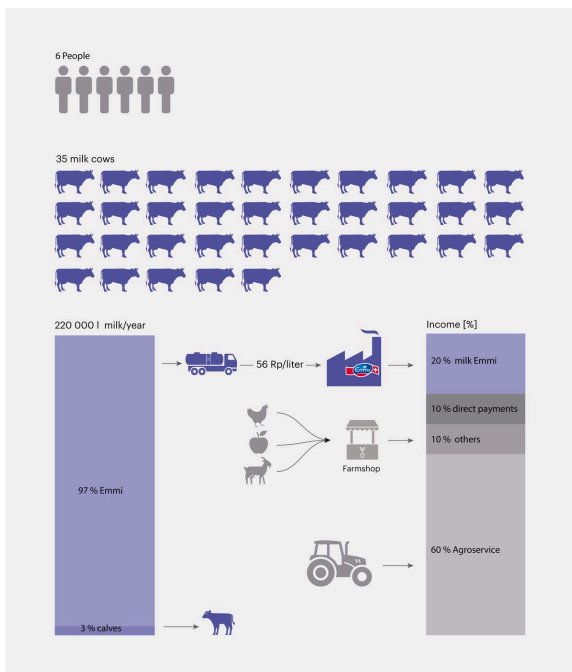 6 People
35 milk cows
220 000 l milk/year
Income [%]
56 Rp/liter
Emmi
20 % milk Emmi
10 % direct payments
10 % others
Farmshop
97 % Emmi
60 % Agroservice
3 % calves